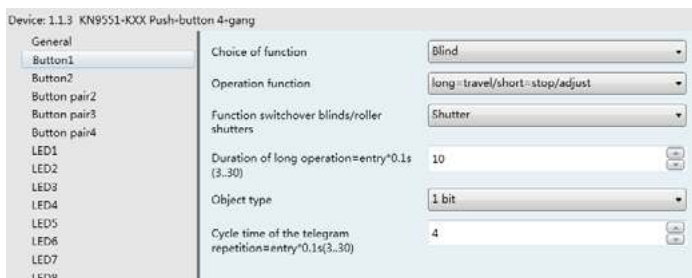 Device: 1.1.3 KN9551-KXX Push-button 4-gang
General
Button1
Button2
Button pair2
Button pair3
Button pair4
LED1
LED2
LED3
LED4
LED5
LED6
LED7
LED8
Choice of function
Blind
Operation function
long=travel/short=stop/adjust
Function switchover blinds/roller
shutters
Shutter
Duration of long operation=entry*0.1s
(3..30)
10
Object type
1 bit
Cycle time of the telegram
repetition=entry*0.1s(3..30)
4